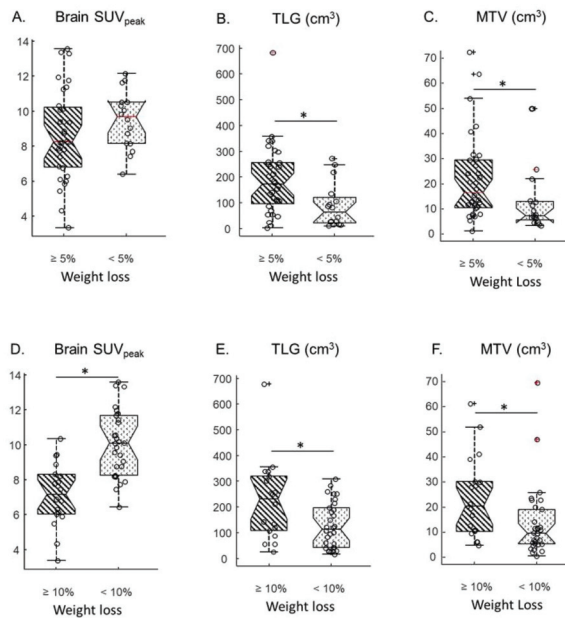 A. Brain SUVpeak
14
12
10
8
6
4
≥ 5% < 5%
Weight loss
B. TLG (cm³)
700
600
500
400
300
200
100
0
*
≥ 5% < 5%
Weight loss
C. MTV (cm³)
70
60
50
40
30
20
10
0
*
≥ 5% < 5%
Weight Loss
D. Brain SUVpeak
14
12
10
8
6
4
*
≥ 10% < 10%
Weight loss
E. TLG (cm³)
700
600
500
400
300
200
100
0
*
≥ 10% < 10%
Weight loss
F. MTV (cm³)
70
60
50
40
30
20
10
0
*
≥ 10% < 10%
Weight Loss